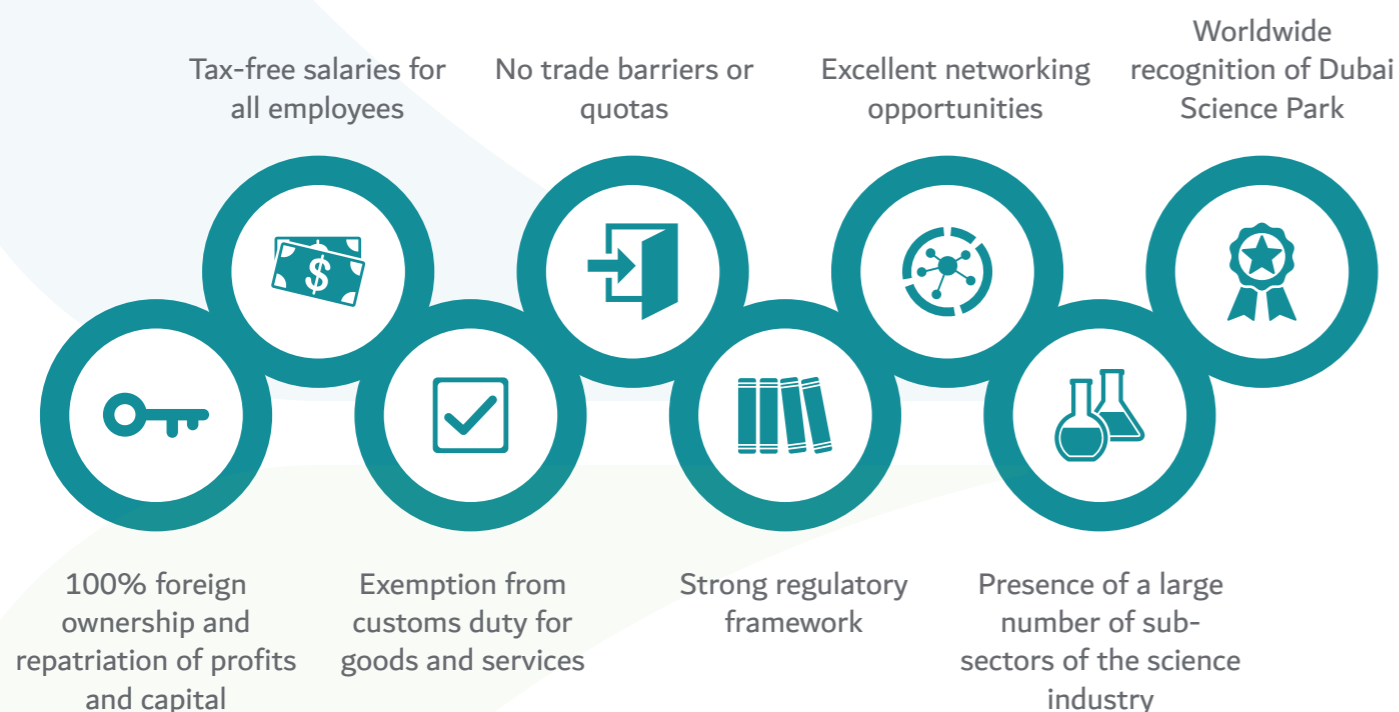 Tax-free salaries for
all employees
No trade barriers or
quotas
Excellent networking
opportunities
Worldwide
recognition of Dubai
Science Park
$
100% foreign
ownership and
repatriation of profits
and capital
Exemption from
customs duty for
goods and services
Strong regulatory
framework
Presence of a large
number of sub-
sectors of the science
industry